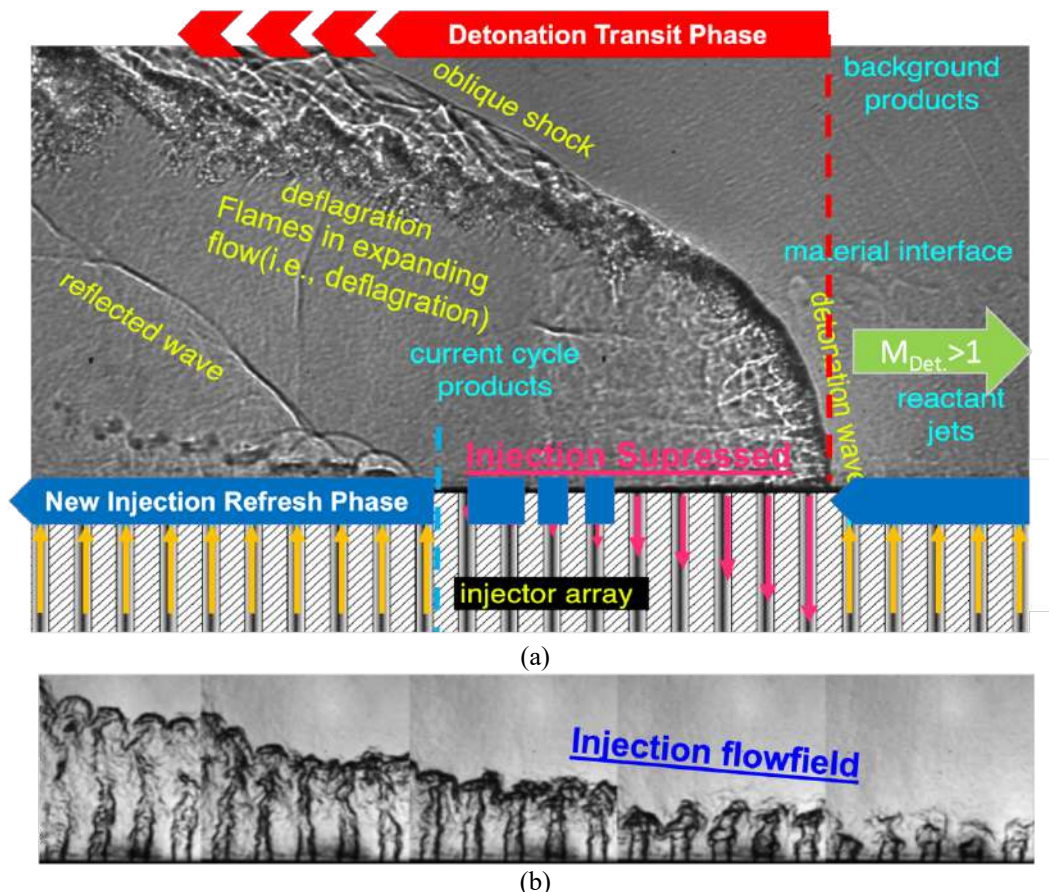 Detonation Transit Phase
oblique shock
background
products
deflagration
Flames in expanding
flow(i.e., deflagration)
material interface
reflected wave
detonation wave
M_Det.>1
current cycle
products
reactant
jets
Injection Supressed
New Injection Refresh Phase
injector array
(a)
Injection flowfield
(b)